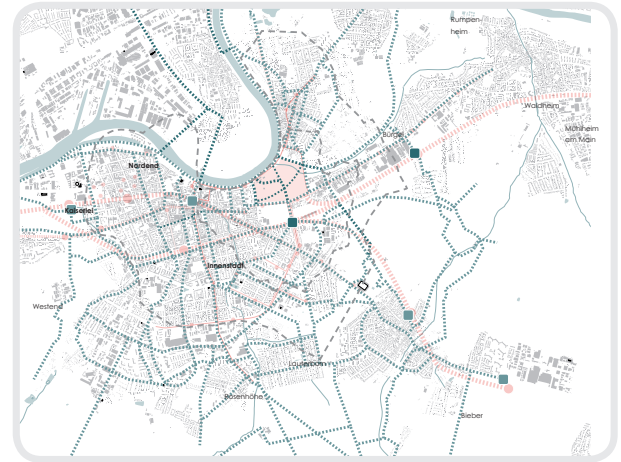 Rumpen-
heim
Waldheim
Mühlheim
am Main
Bürgel
Nordend
Kaiserlei
Innenstadt
Westend
Lauterborn
Rosenhöhe
Bieber